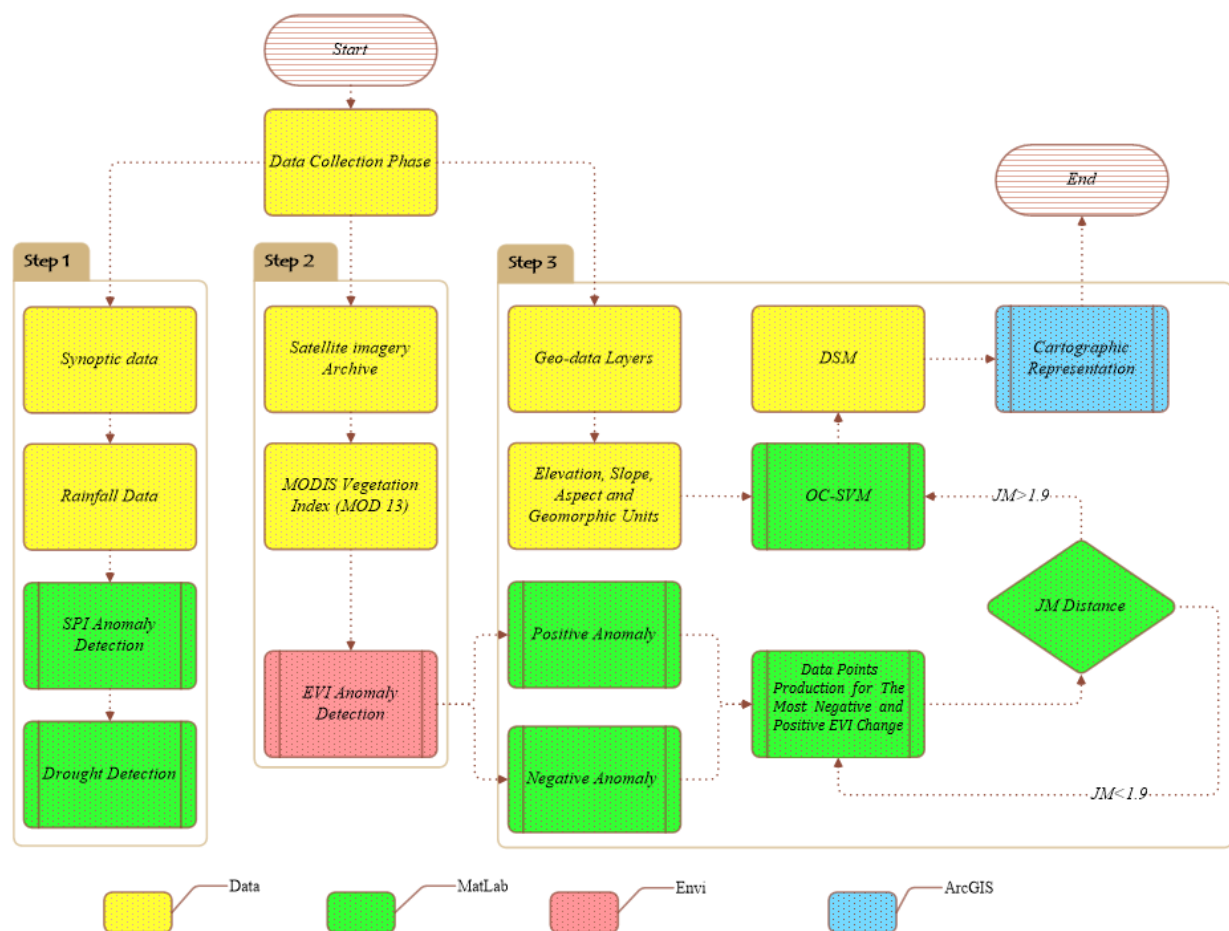 Start
Data Collection Phase
End
Step 1
Step 2
Step 3
Synoptic data
Rainfall Data
SPI Anomaly
Detection
Drought Detection
Satellite imagery
Archive
MODIS Vegetation
Index (MOD 13)
EVI Anomaly
Detection
Geo-data Layers
Elevation, Slope,
Aspect and
Geomorphic Units
Positive Anomaly
Negative Anomaly
DSM
OC-SVM
Data Points
Production for The
Most Negative and
Positive EVI Change
Cartographic
Representation
JM>1.9
JM Distance
JM<1.9
Data
MatLab
Envi
ArcGIS